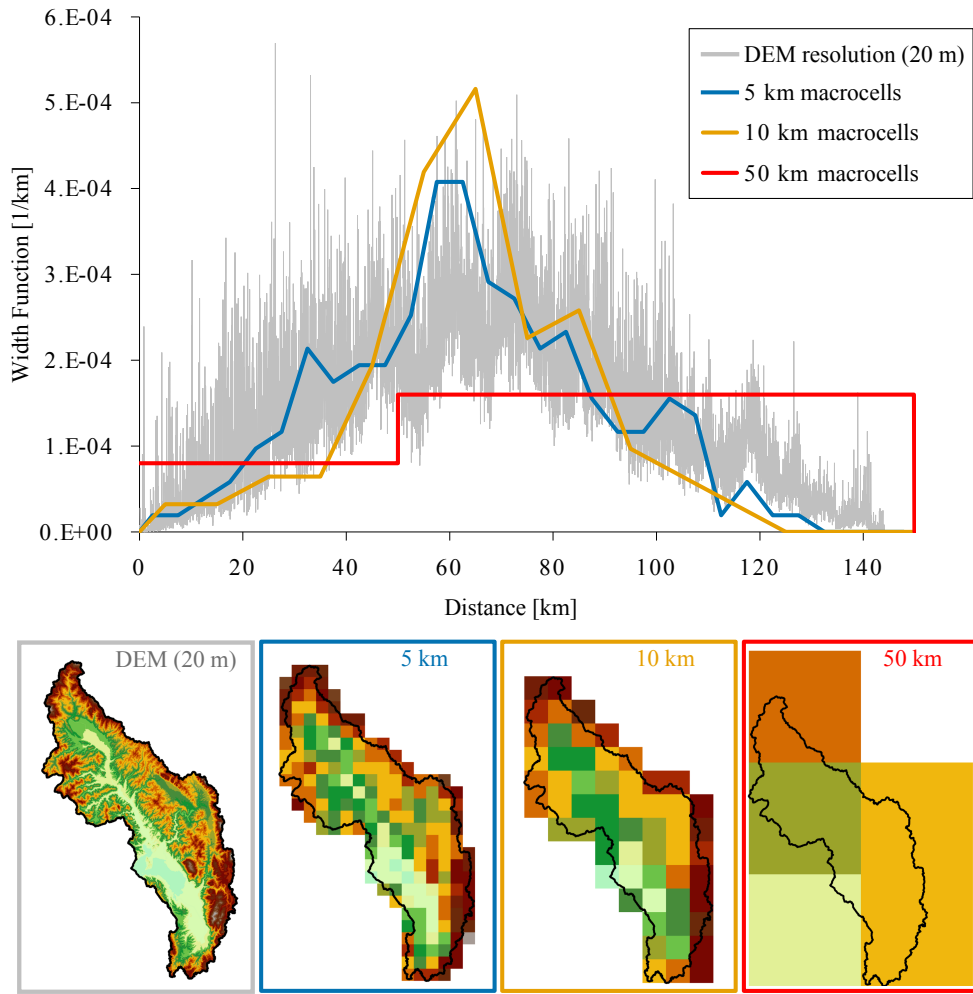 6.E-04
5.E-04
4.E-04
3.E-04
2.E-04
1.E-04
0.E+00
Width Function [1/km]
DEM resolution (20 m)
5 km macrocells
10 km macrocells
50 km macrocells
0 20 40 60 80 100 120 140
Distance [km]
DEM (20 m)
5 km
10 km
50 km